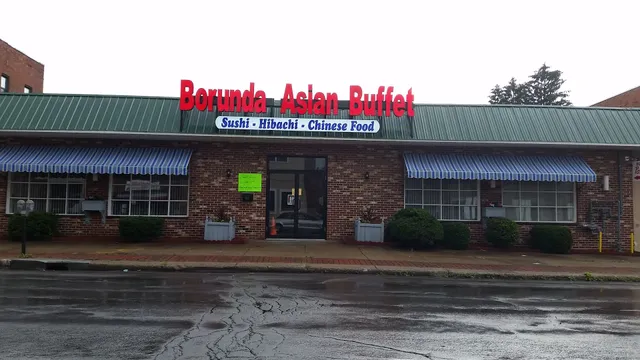 Borunda Asian Buffet
Sushi - Hibachi - Chinese Food